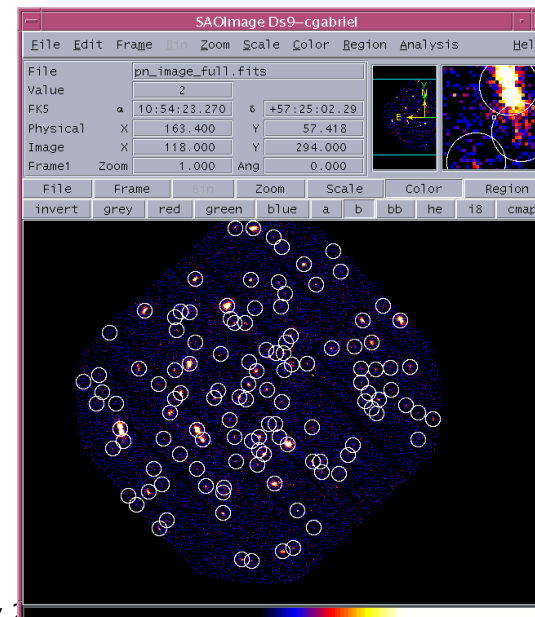 SAOImage Ds9-cgabriel
File Edit Frame Bin Zoom Scale Color Region Analysis Hel
File pn_image_full.fits
Value 2
FK5 α 10:54:23.270 δ +57:25:02.29
Physical X 163.400 Y 57.418
Image X 118.000 Y 294.000
Frame1 Zoom 1.000 Ang 0.000
Y
N
E
File Frame Bin Zoom Scale Color Region
invert grey red green blue a b bb he i8 cmap